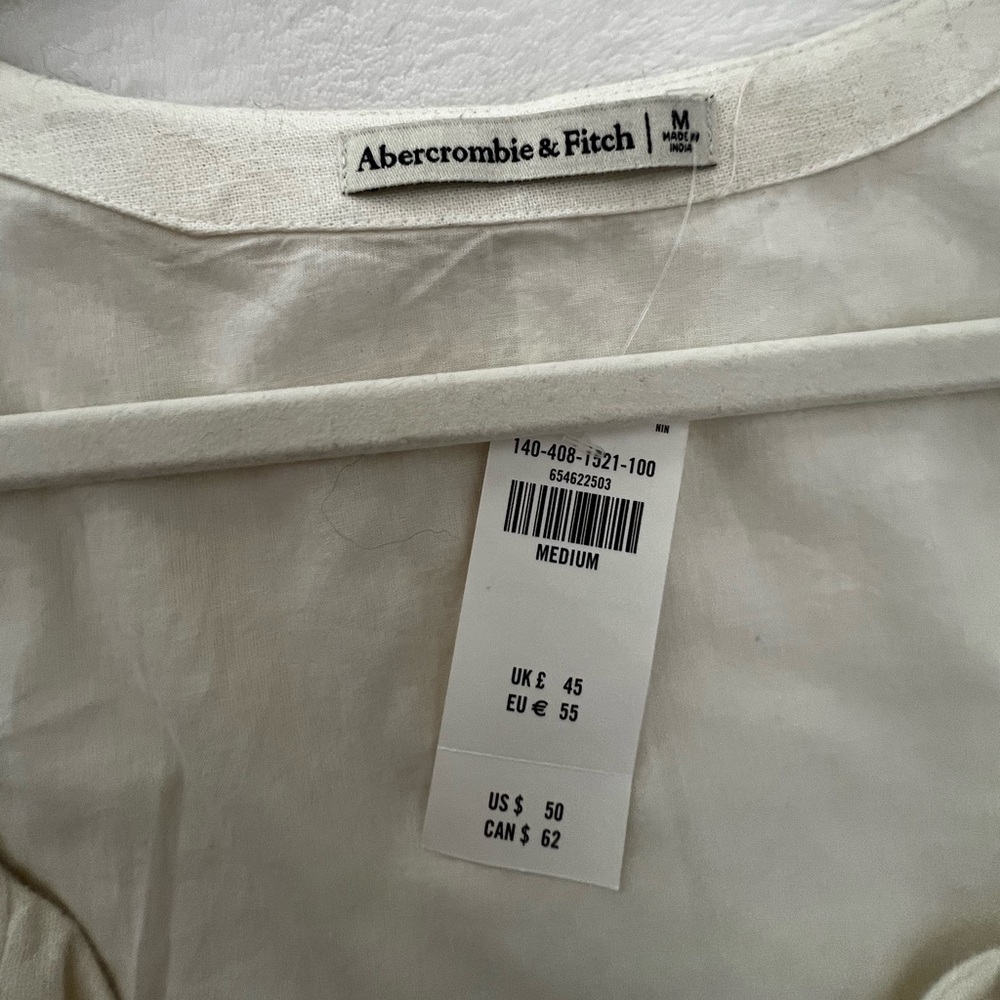 Abercrombie & Fitch | M
MADE IN
INDIA
NIN
140-408-1521-100
654622503
MEDIUM
UK £ 45
EU € 55
US $ 50
CAN $ 62